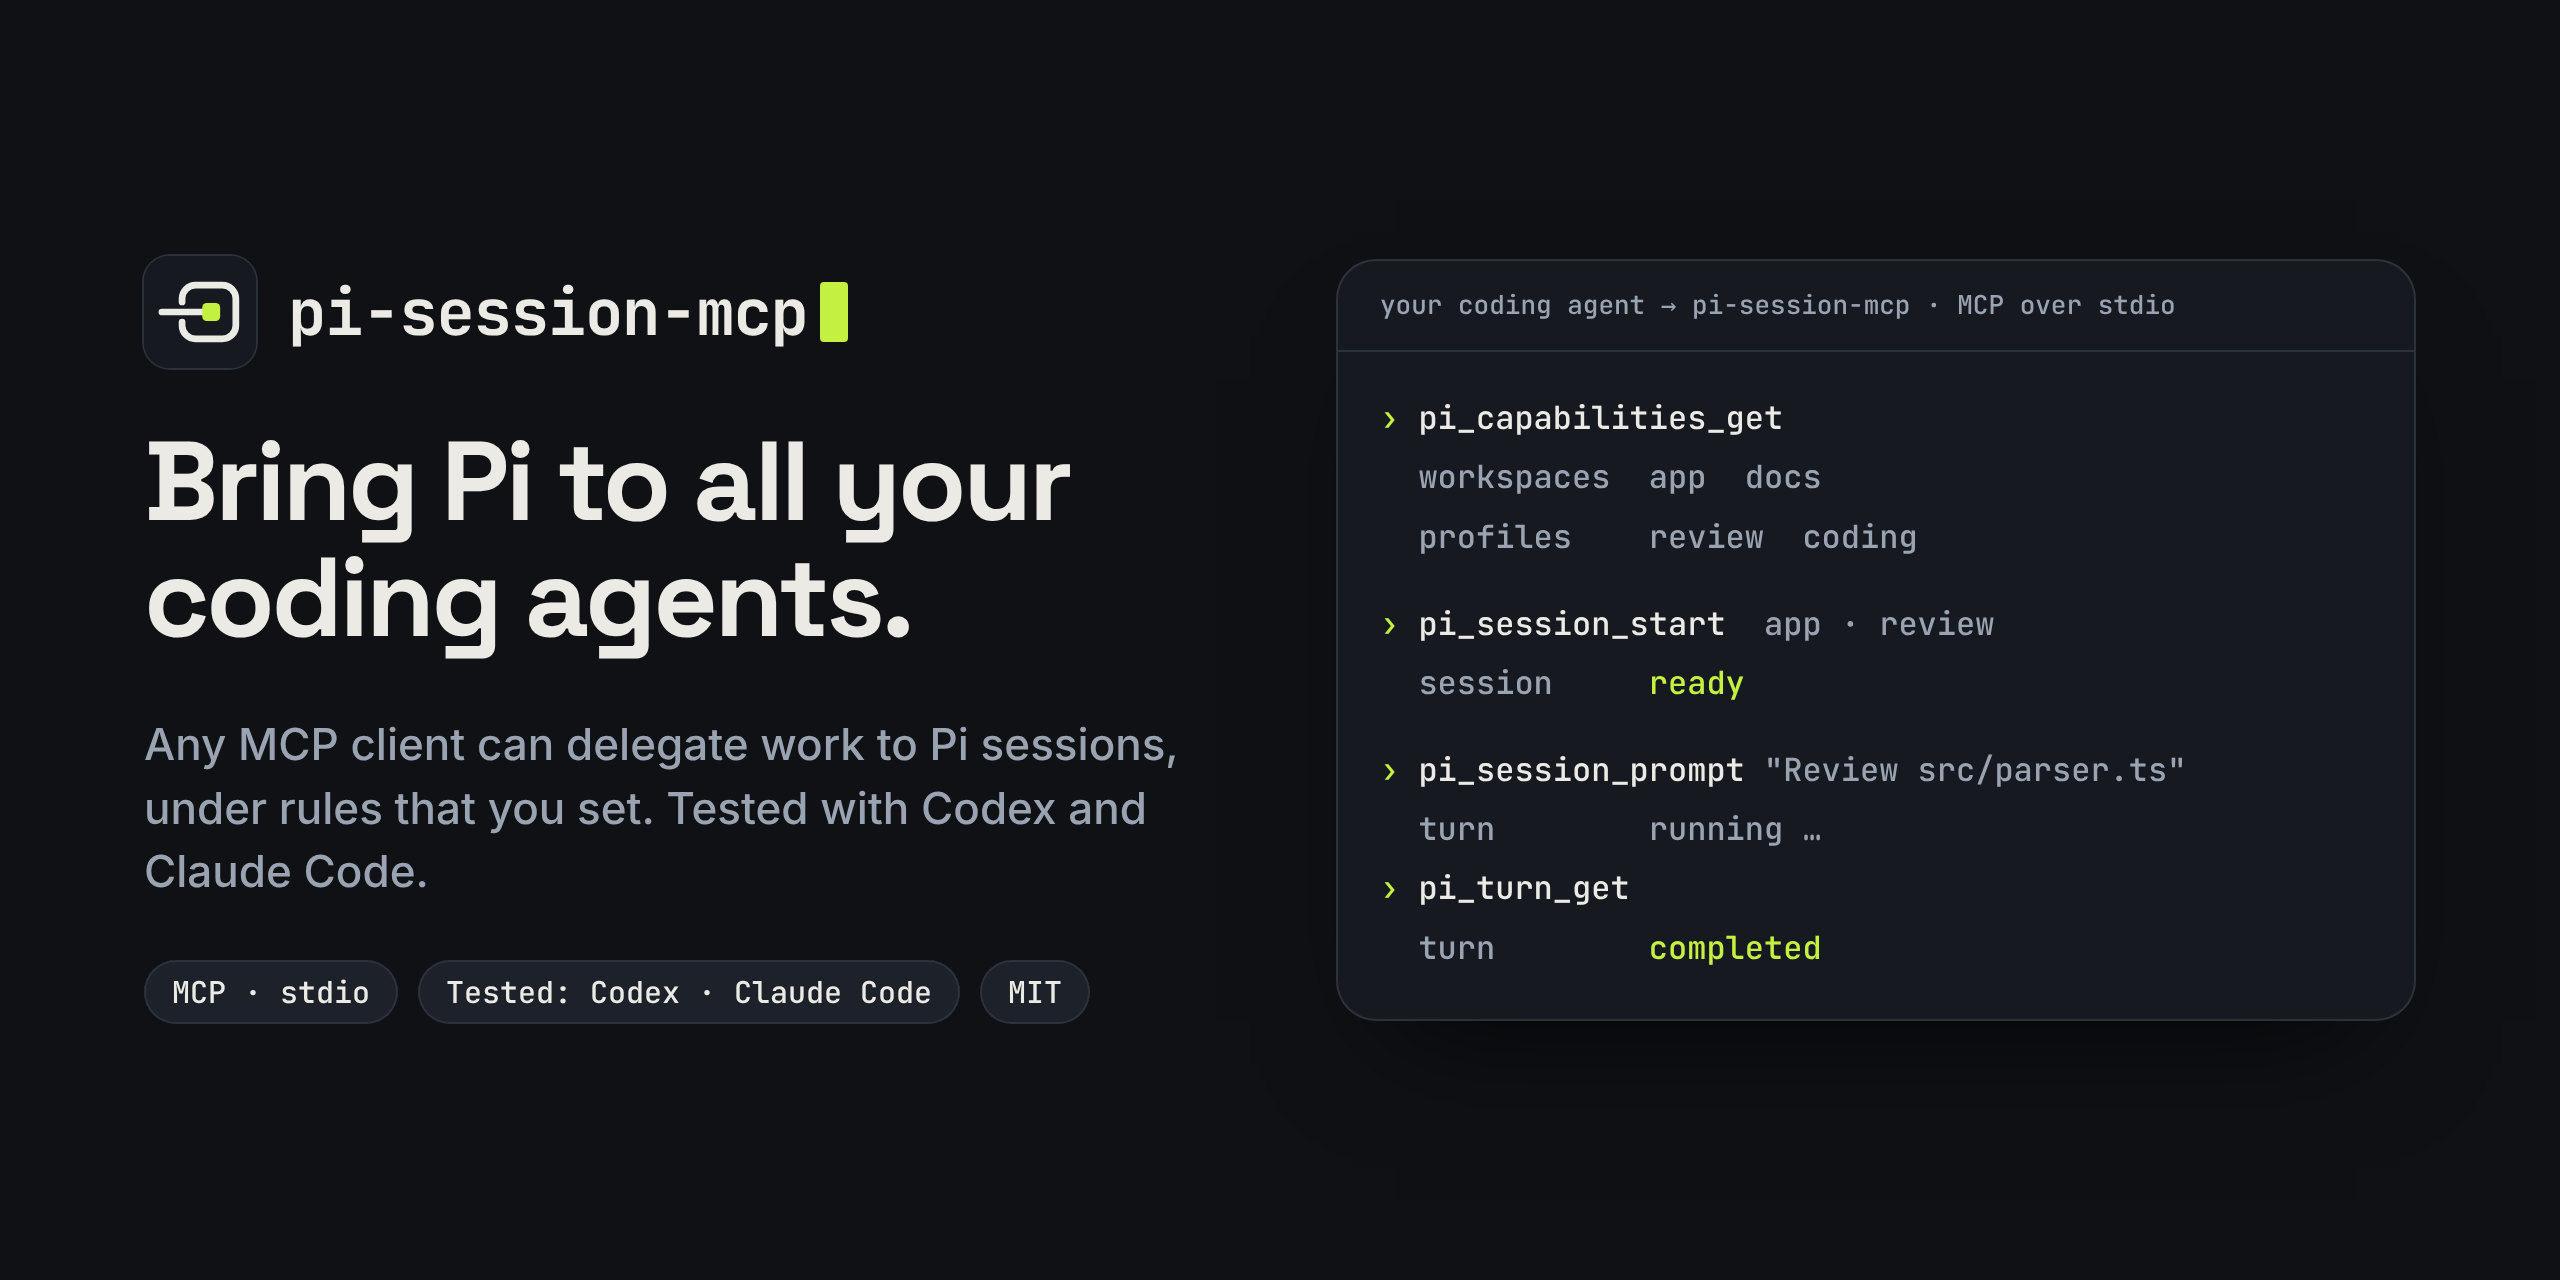 pi-session-mcp
Bring Pi to all your
coding agents.
Any MCP client can delegate work to Pi sessions,
under rules that you set. Tested with Codex and
Claude Code.
MCP · stdio
Tested: Codex · Claude Code
MIT
your coding agent → pi-session-mcp · MCP over stdio
› pi_capabilities_get
workspaces app docs
profiles review coding
› pi_session_start app · review
session ready
› pi_session_prompt "Review src/parser.ts"
turn running …
› pi_turn_get
turn completed